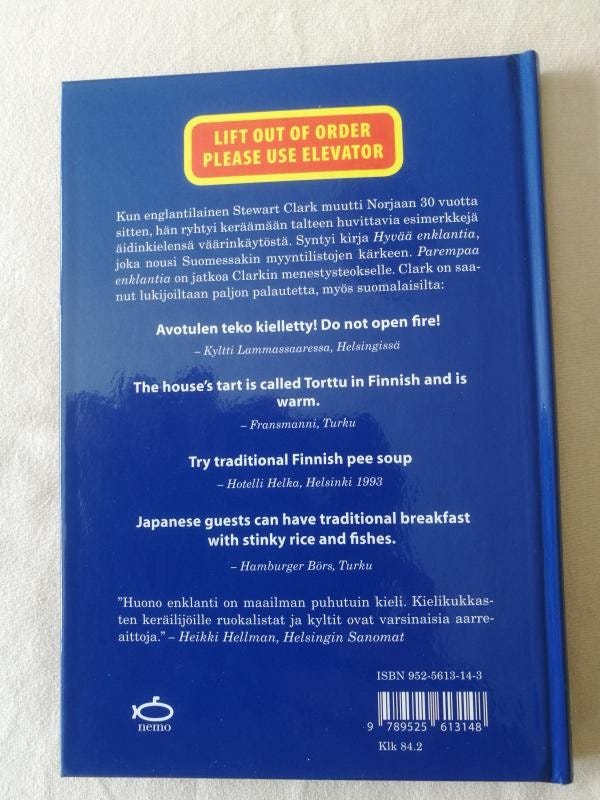 LIFT OUT OF ORDER
PLEASE USE ELEVATOR
Kun englantilainen Stewart Clark muutti Norjaan 30 vuotta
sitten, hän ryhtyi keräämään talteen huvittavia esimerkkejä
äidinkielensä väärinkäytöstä. Syntyi kirja Hyvää enklantia,
joka nousi Suomessakin myyntilistojen kärkeen. Parempaa
enklantia on jatkoa Clarkin menestysteokselle. Clark on saa-
nut lukijoiltaan paljon palautetta, myös suomalaisilta:
Avotulen teko kielletty! Do not open fire!
– Kyltti Lammassaaressa, Helsingissä
The house's tart is called Torttu in Finnish and is
warm.
– Fransmanni, Turku
Try traditional Finnish pee soup
– Hotelli Helka, Helsinki 1993
Japanese guests can have traditional breakfast
with stinky rice and fishes.
– Hamburger Börs, Turku
”Huono enklanti on maailman puhutuin kieli. Kielikukkas-
ten keräilijöille ruokalistat ja kyltit ovat varsinaisia aarre-
aittoja.” – Heikki Hellman, Helsingin Sanomat
ISBN 952-5613-14-3
9 789525 613148
Klk 84.2
nemo